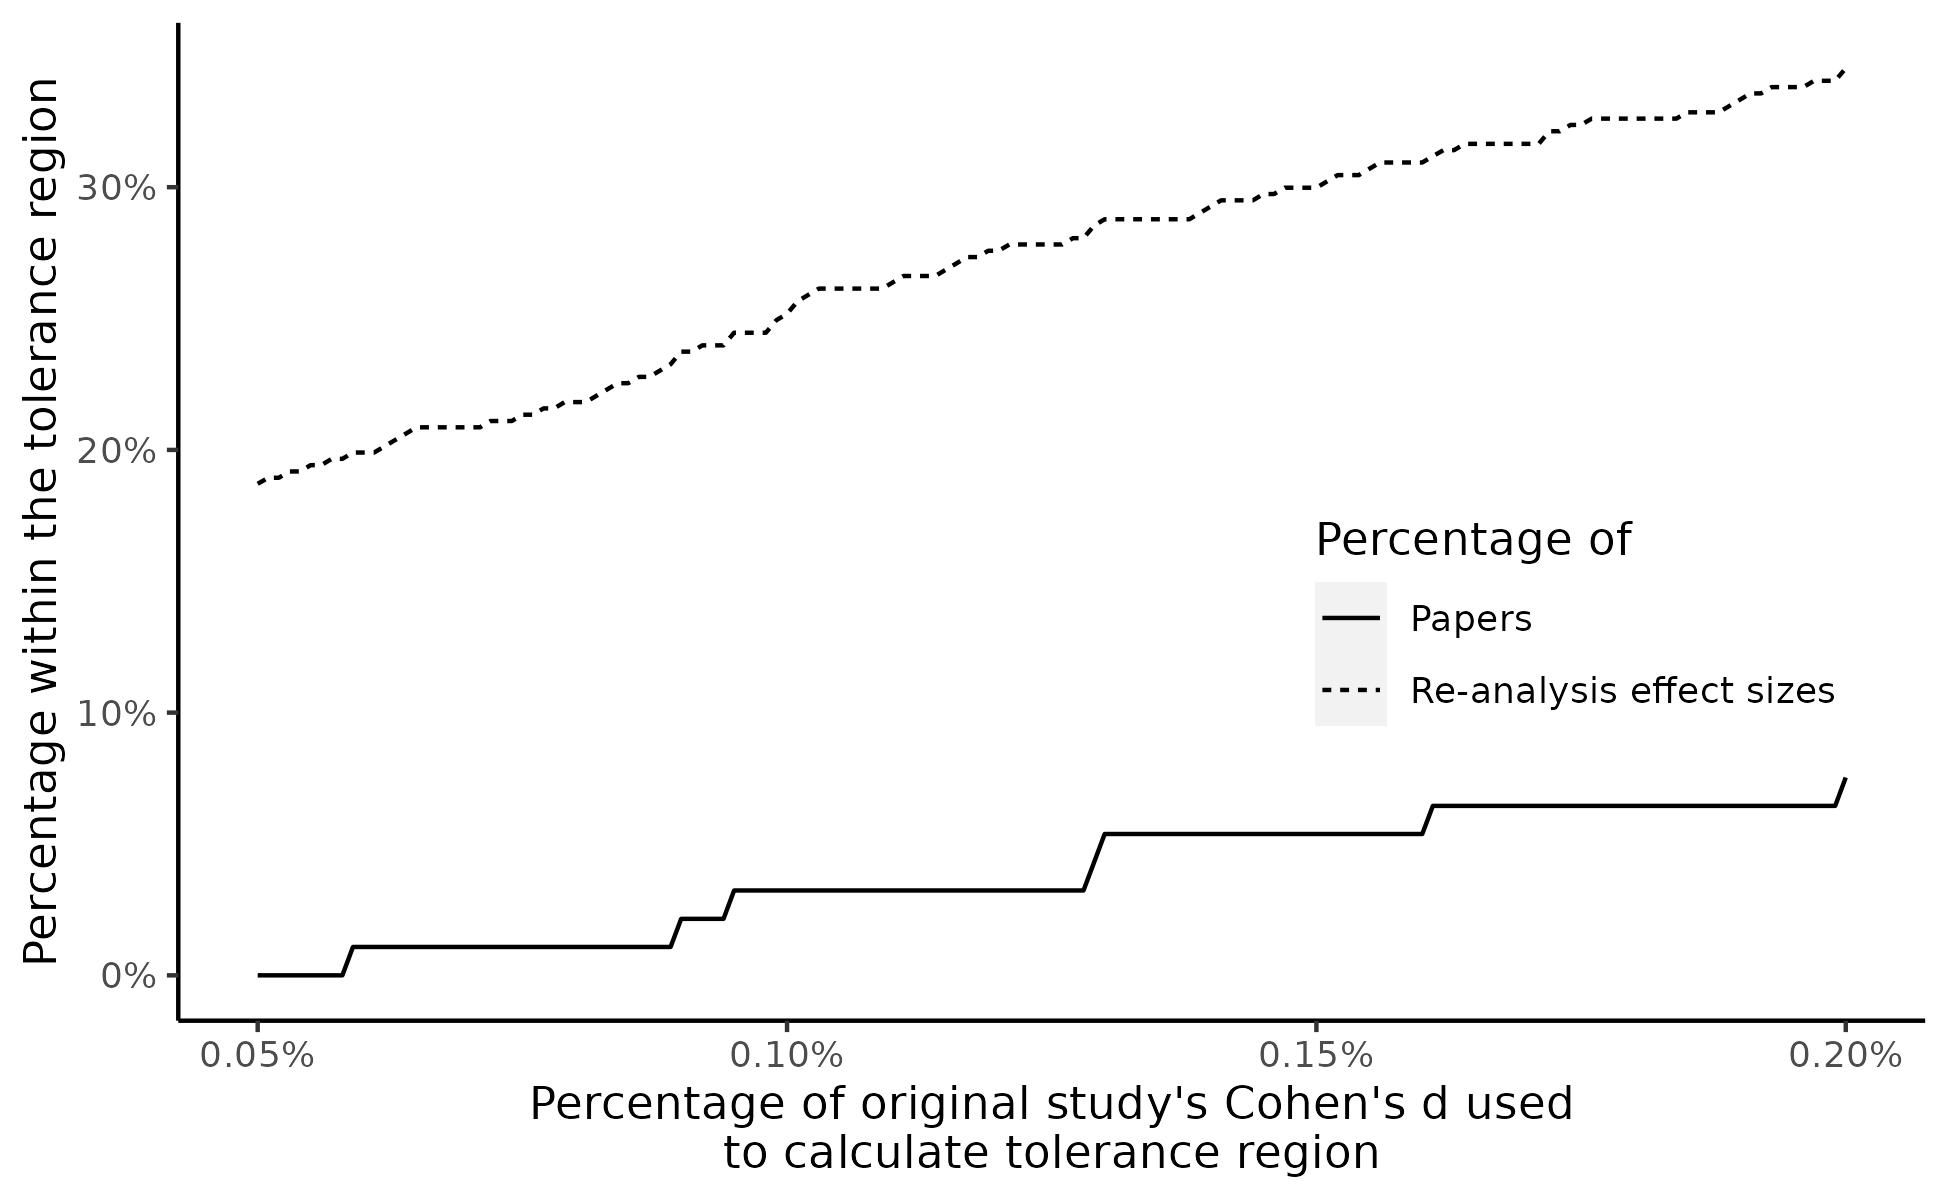 Percentage within the tolerance region
30%
20%
10%
0%
Percentage of
Papers
Re-analysis effect sizes
0.05%
0.10%
0.15%
0.20%
Percentage of original study's Cohen's d used
to calculate tolerance region